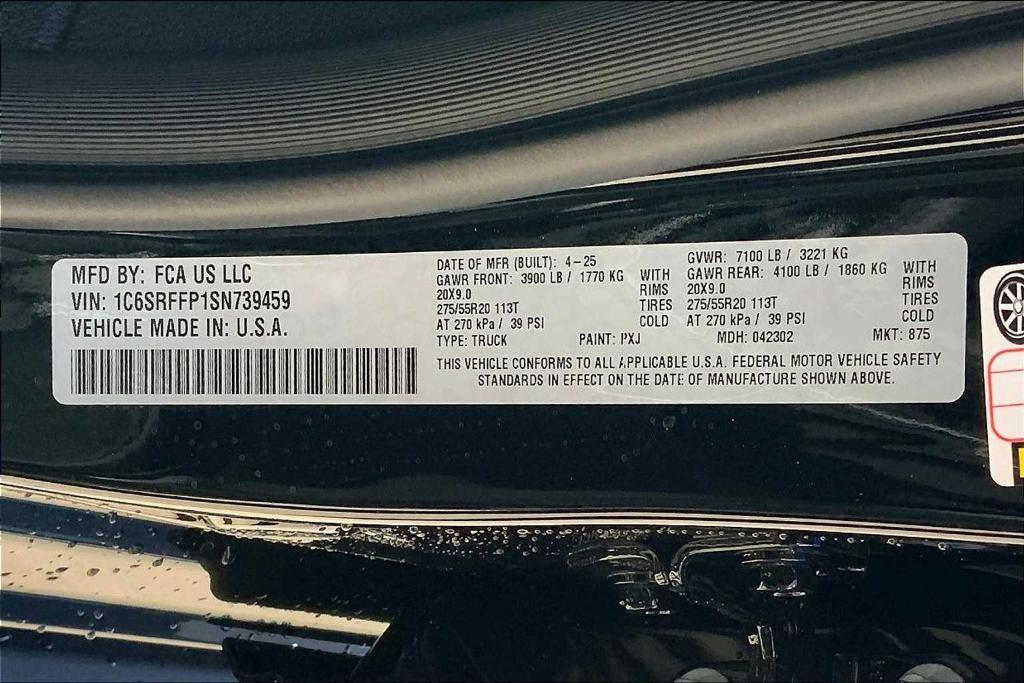 MFD BY: FCA US LLC
VIN: 1C6SRFFP1SN739459
VEHICLE MADE IN: U.S.A.
DATE OF MFR (BUILT): 4-25
GAWR FRONT: 3900 LB / 1770 KG WITH
20X9.0 RIMS
275/55R20 113T TIRES
AT 270 kPa / 39 PSI COLD
TYPE: TRUCK PAINT: PXJ
GVWR: 7100 LB / 3221 KG
GAWR REAR: 4100 LB / 1860 KG WITH
20X9.0 RIMS
275/55R20 113T TIRES
AT 270 kPa / 39 PSI COLD
MDH: 042302 MKT: 875
THIS VEHICLE CONFORMS TO ALL APPLICABLE U.S.A. FEDERAL MOTOR VEHICLE SAFETY
STANDARDS IN EFFECT ON THE DATE OF MANUFACTURE SHOWN ABOVE.